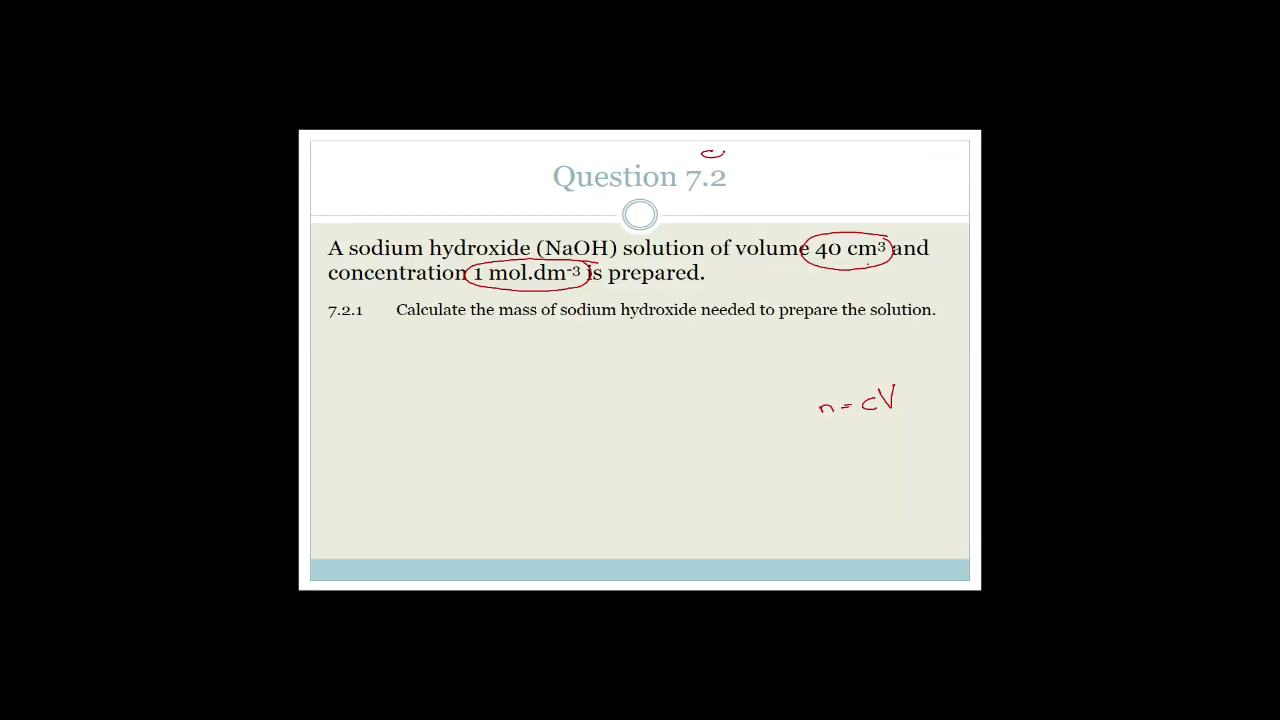 c
Question 7.2
A sodium hydroxide (NaOH) solution of volume 40 cm³ and
concentration 1 mol.dm⁻³ is prepared.
7.2.1 Calculate the mass of sodium hydroxide needed to prepare the solution.
n = cV